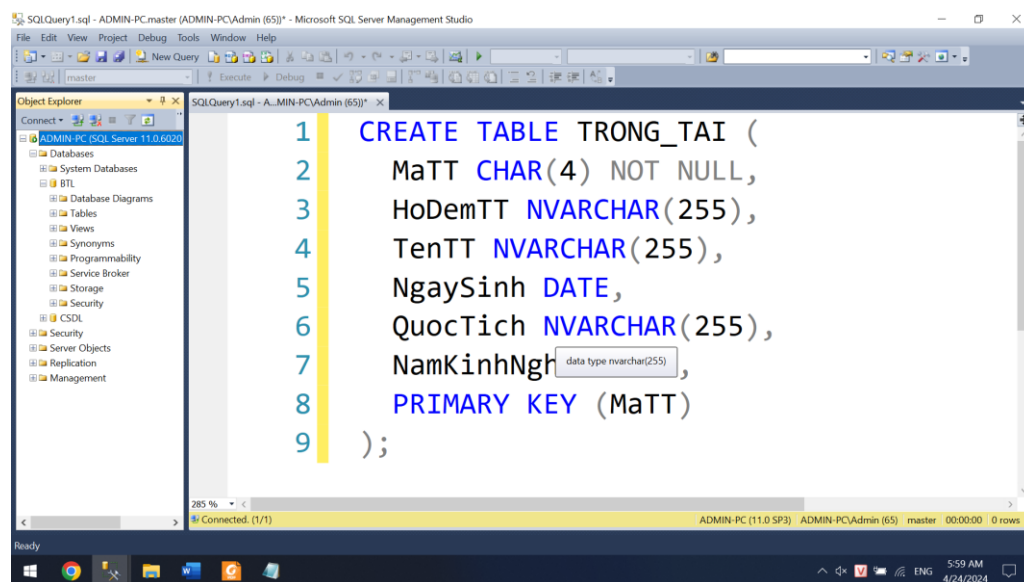 SQLQuery1.sql - ADMIN-PC.master (ADMIN-PC\Admin (65))* - Microsoft SQL Server Management Studio
File Edit View Project Debug Tools Window Help
New Query
master Execute Debug
Object Explorer
SQLQuery1.sql - A...MIN-PC\Admin (65))*
Connect
ADMIN-PC (SQL Server 11.0.6020
Databases
System Databases
BTL
Database Diagrams
Tables
Views
Synonyms
Programmability
Service Broker
Storage
Security
CSDL
Security
Server Objects
Replication
Management
1 CREATE TABLE TRONG_TAI (
2 MaTT CHAR(4) NOT NULL,
3 HoDemTT NVARCHAR(255),
4 TenTT NVARCHAR(255),
5 NgaySinh DATE,
6 QuocTich NVARCHAR(255),
7 NamKinhNgh ,
data type nvarchar(255)
8 PRIMARY KEY (MaTT)
9 );
285 %
Connected. (1/1) ADMIN-PC (11.0 SP3) ADMIN-PC\Admin (65) master 00:00:00 0 rows
Ready
ENG
5:59 AM
4/24/2024